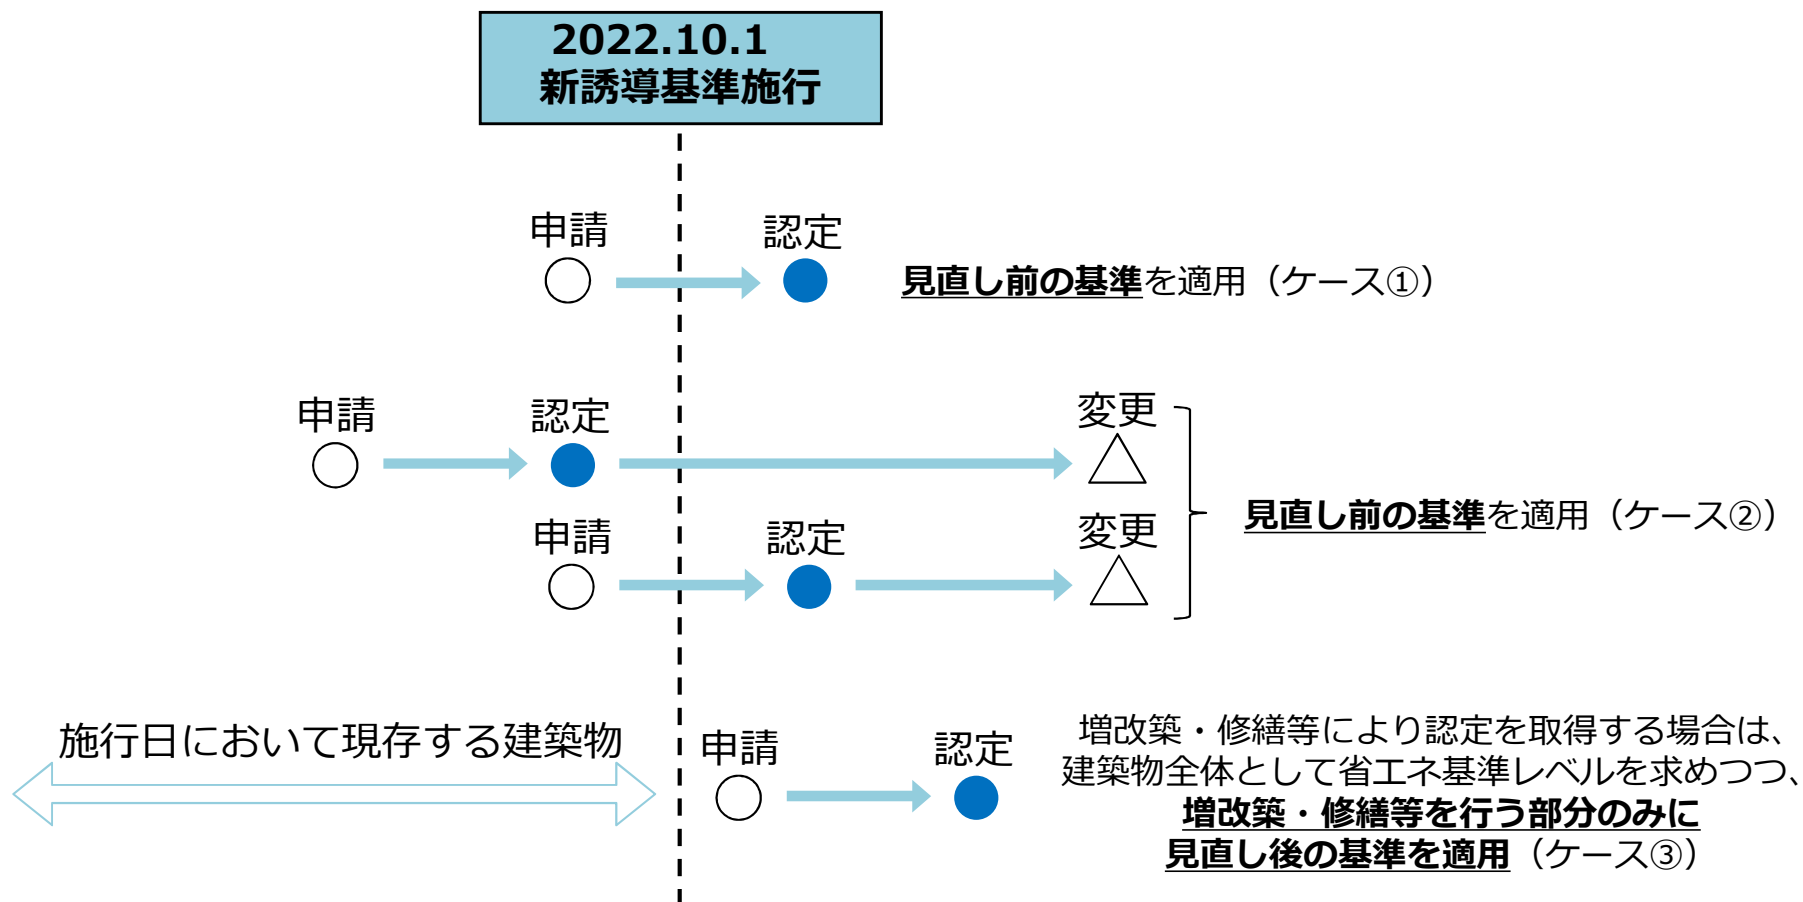 2022.10.1
新誘導基準施行
申請
認定
見直し前の基準を適用（ケース①）
申請
認定
変更
申請
認定
変更
見直し前の基準を適用（ケース②）
施行日において現存する建築物
申請
認定
増改築・修繕等により認定を取得する場合は、
建築物全体として省エネ基準レベルを求めつつ、
増改築・修繕等を行う部分のみに
見直し後の基準を適用（ケース③）